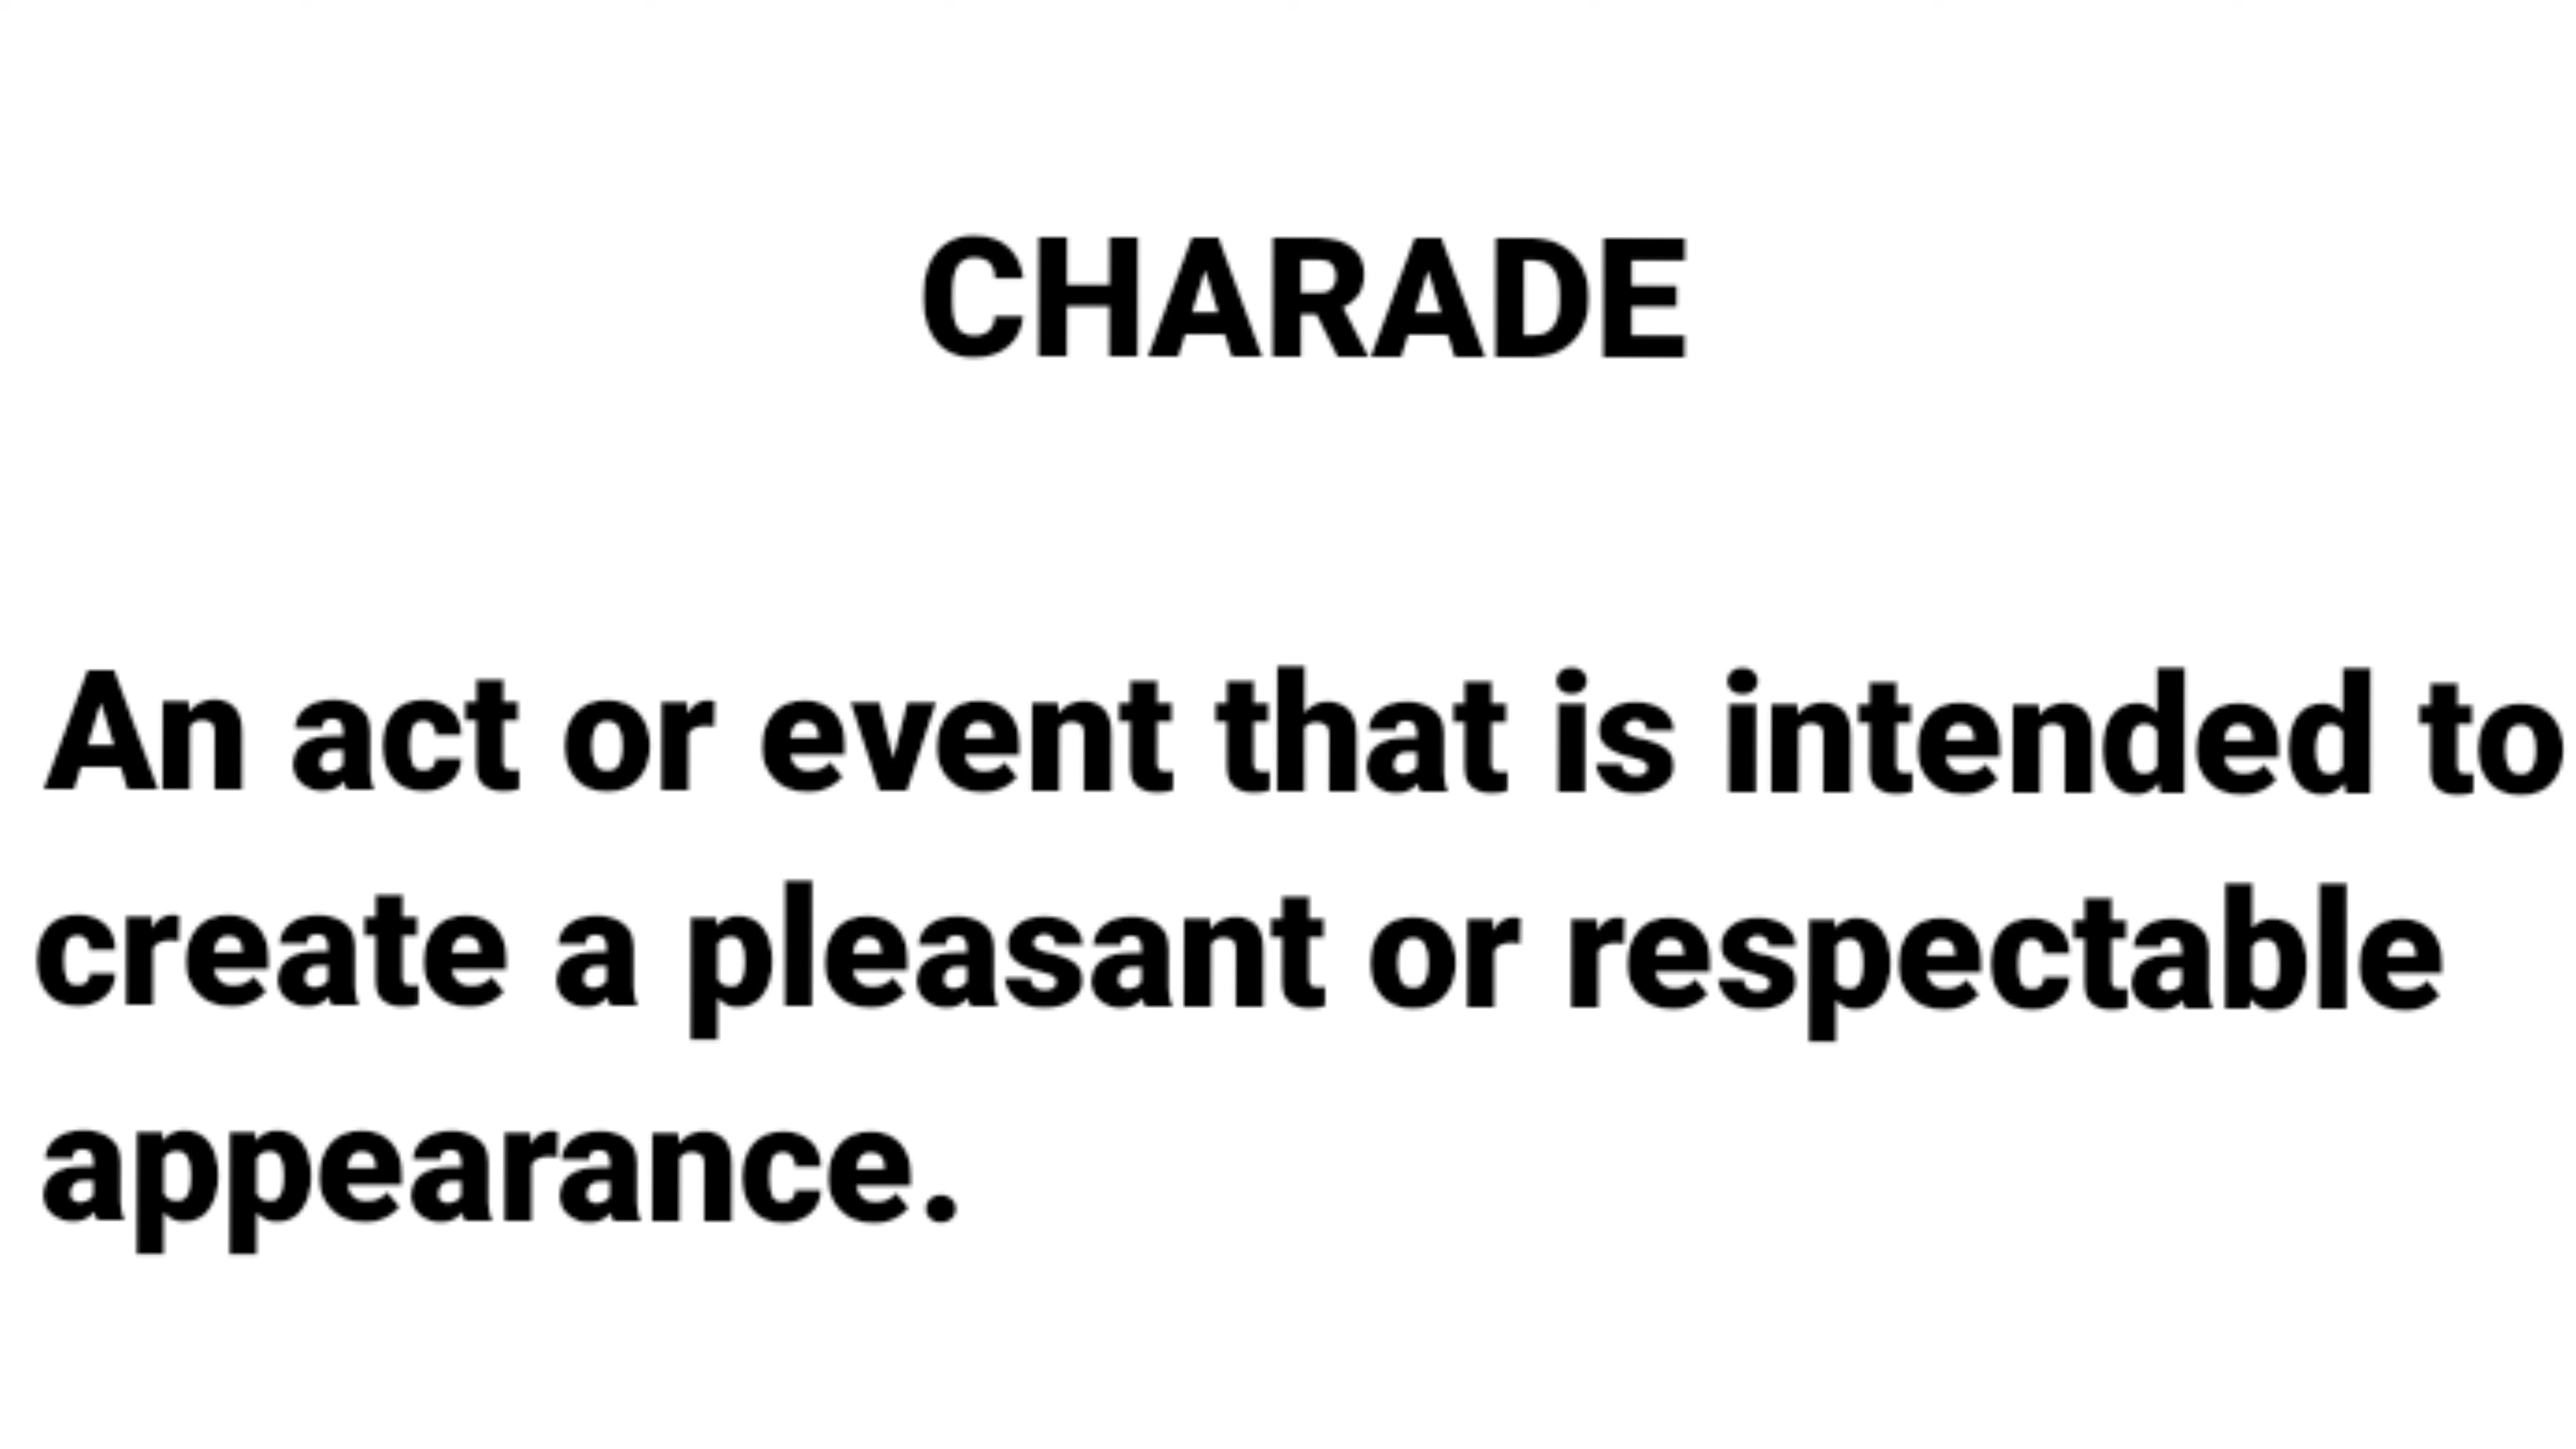 CHARADE
An act or event that is intended to
create a pleasant or respectable
appearance.